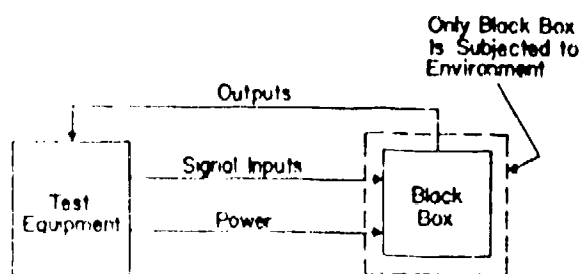 Only Black Box
Is Subjected to
Environment
Outputs
Signal Inputs
Test
Equipment
Power
Black
Box